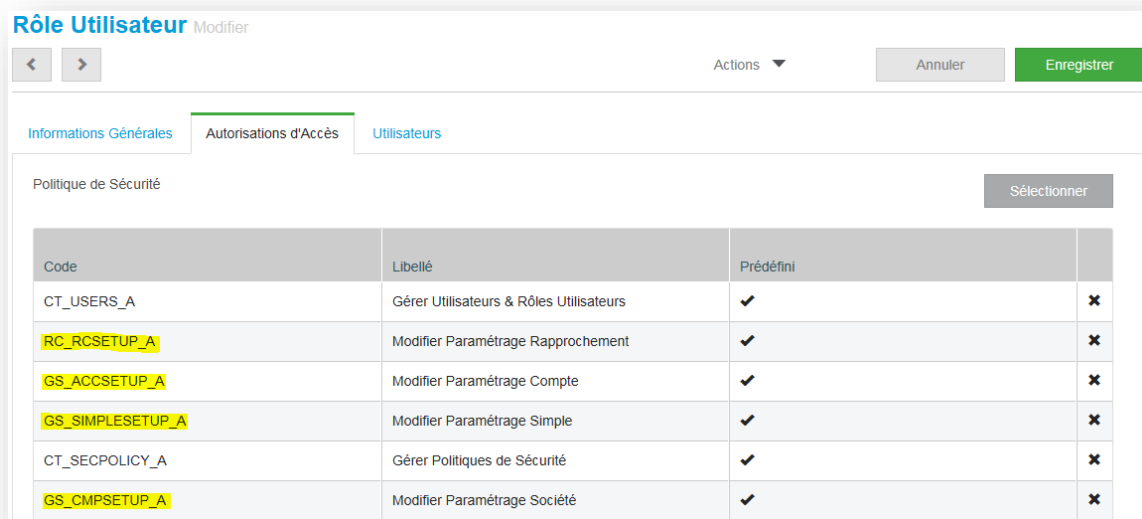 Rôle Utilisateur Modifier
Actions Annuler Enregistrer
Informations Générales Autorisations d'Accès Utilisateurs
Politique de Sécurité
Sélectionner
Code Libellé Prédéfini
CT_USERS_A Gérer Utilisateurs & Rôles Utilisateurs
RC_RCSETUP_A Modifier Paramétrage Rapprochement
GS_ACCSETUP_A Modifier Paramétrage Compte
GS_SIMPLESETUP_A Modifier Paramétrage Simple
CT_SECPOLICY_A Gérer Politiques de Sécurité
GS_CMPSETUP_A Modifier Paramétrage Société